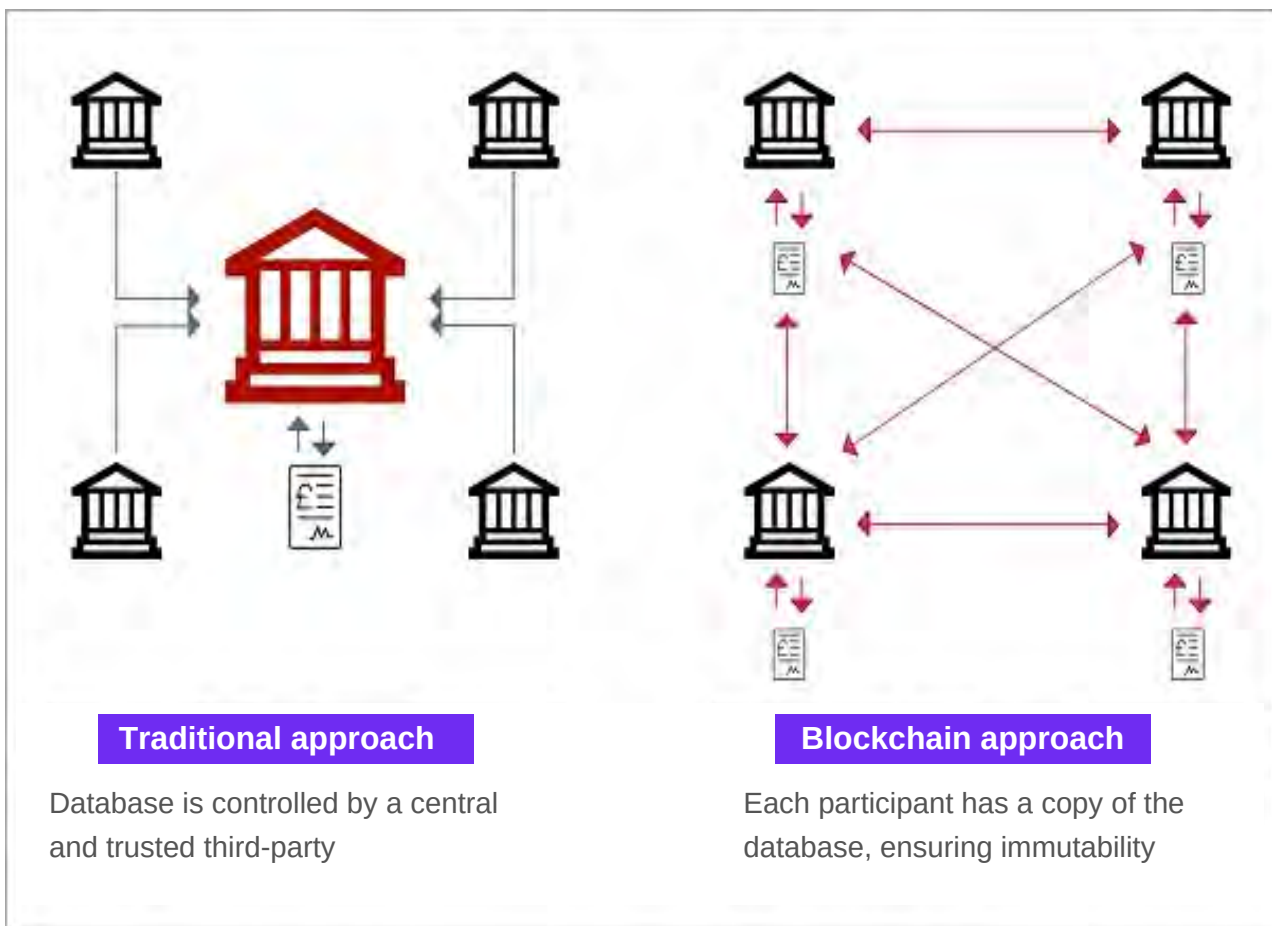 Traditional approach
Database is controlled by a central
and trusted third-party
Blockchain approach
Each participant has a copy of the
database, ensuring immutability